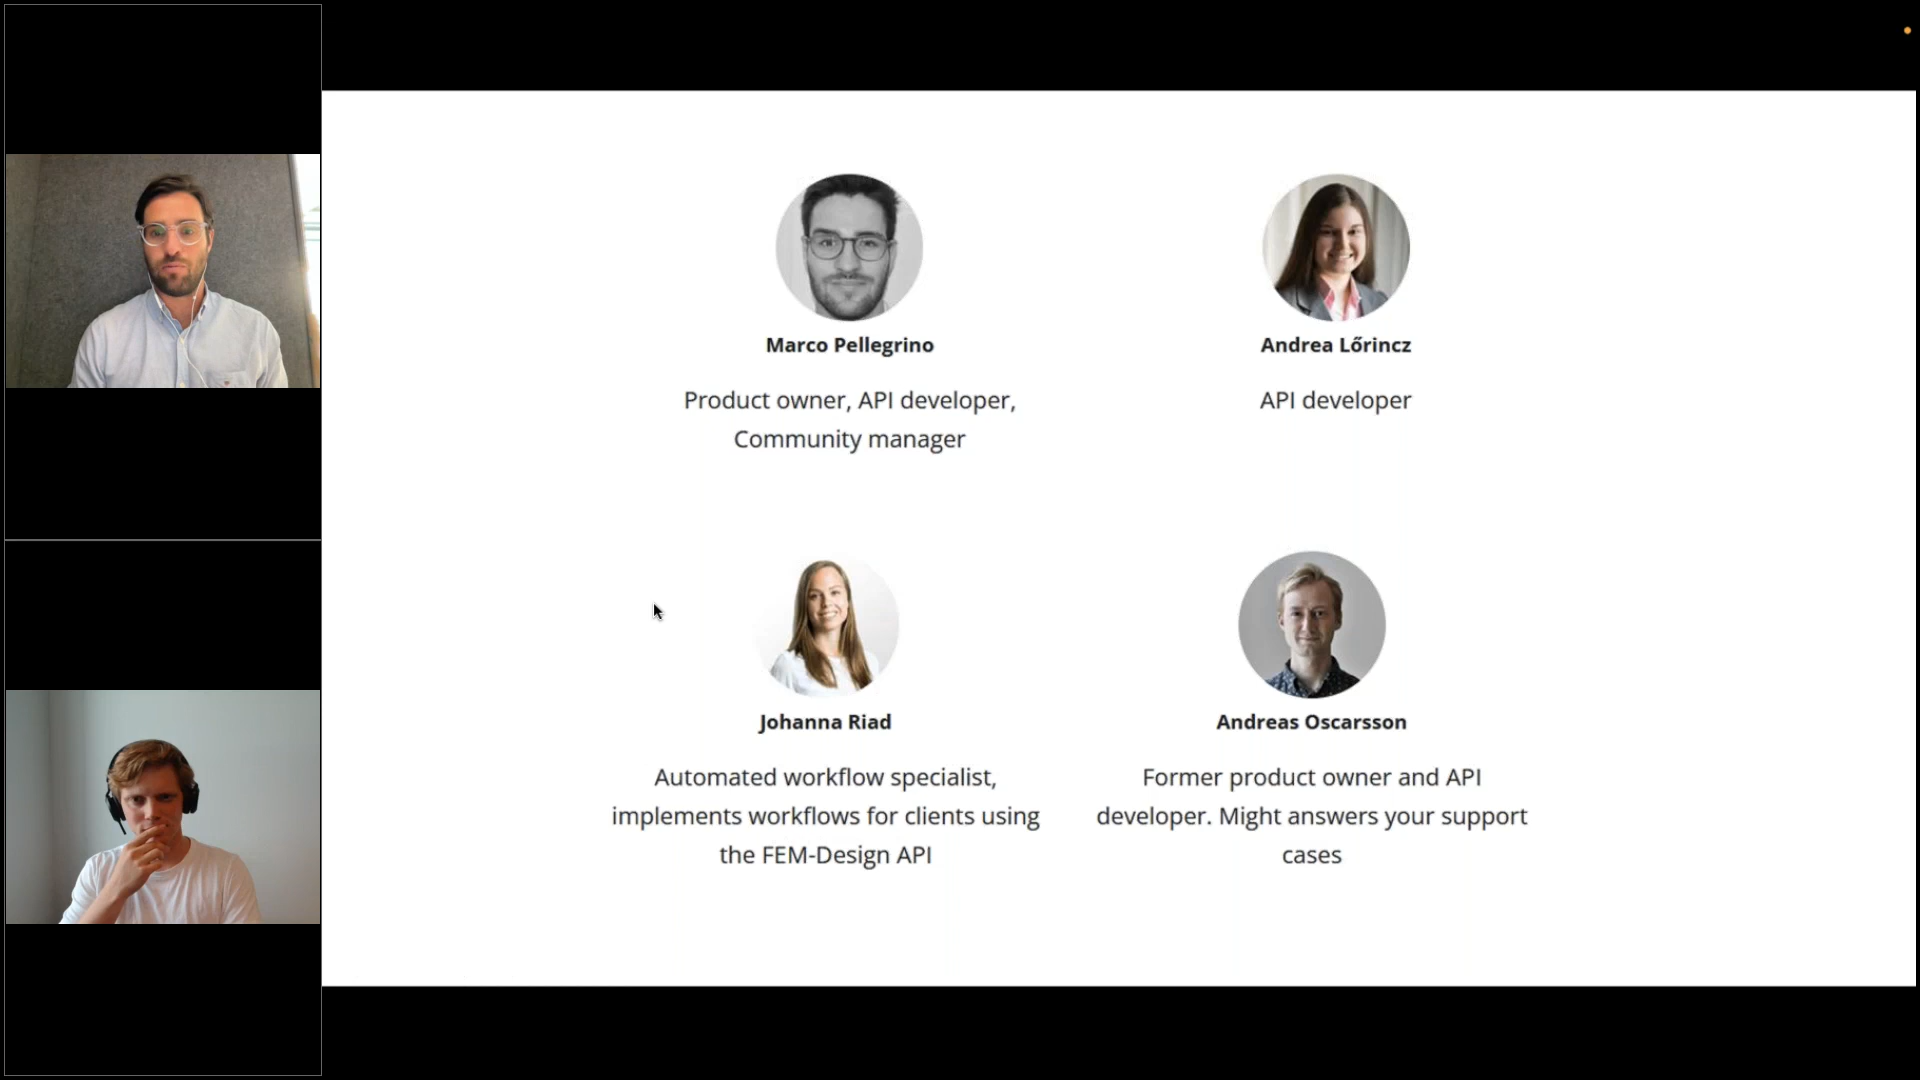 Marco Pellegrino
Product owner, API developer,
Community manager
Andrea Lőrincz
API developer
Johanna Riad
Automated workflow specialist,
implements workflows for clients using
the FEM-Design API
Andreas Oscarsson
Former product owner and API
developer. Might answers your support
cases